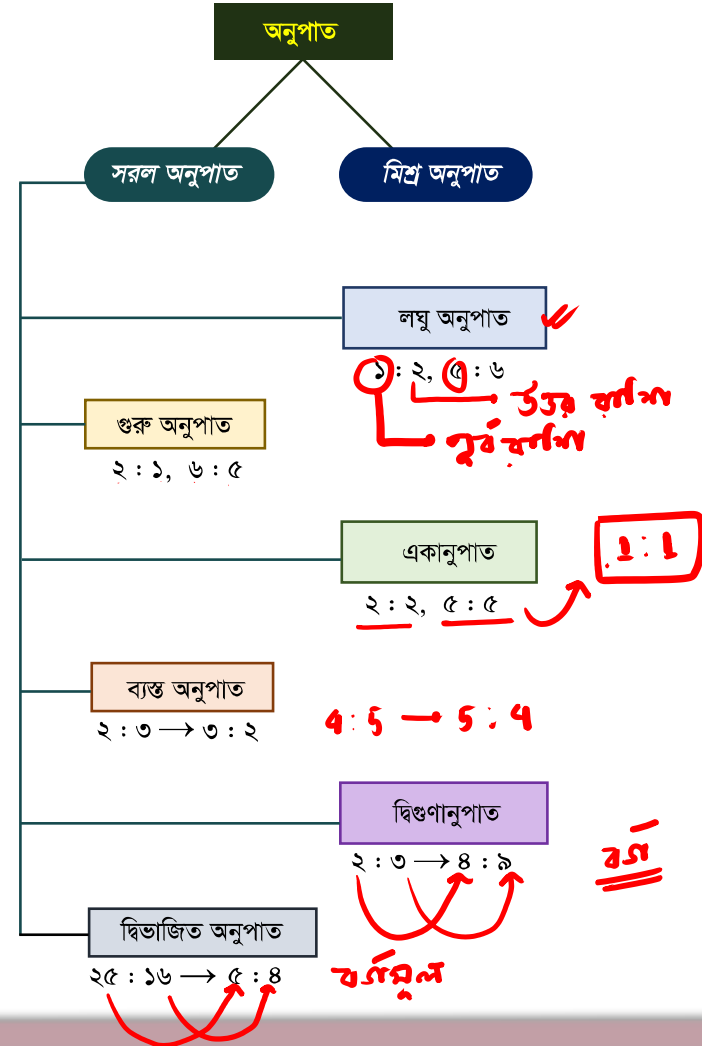 অনুপাত
সরল অনুপাত
মিশ্র অনুপাত
লঘু অনুপাত
১ : ২, ৫ : ৬
উত্তর রাশি
পূর্ব রাশি
গুরু অনুপাত
২ : ১, ৬ : ৫
একানুপাত
২ : ২, ৫ : ৫
1 : 1
ব্যস্ত অনুপাত
২ : ৩ → ৩ : ২
4 : 5 → 5 : 4
দ্বিগুণানুপাত
২ : ৩ → ৪ : ৯
বর্গ
দ্বিভাজিত অনুপাত
২৫ : ১৬ → ৫ : ৪
বর্গমূল